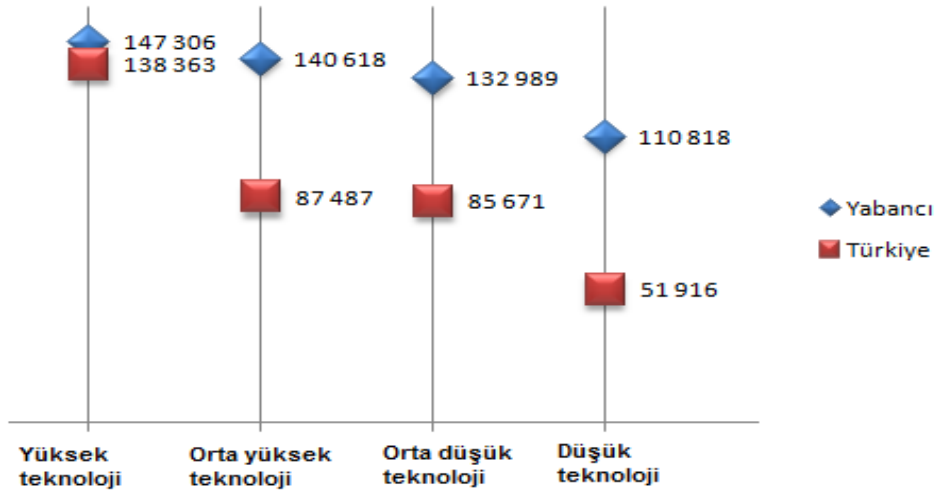 147 306
138 363
140 618
132 989
110 818
87 487
85 671
51 916
Yabancı
Türkiye
Yüksek
teknoloji
Orta yüksek
teknoloji
Orta düşük
teknoloji
Düşük
teknoloji